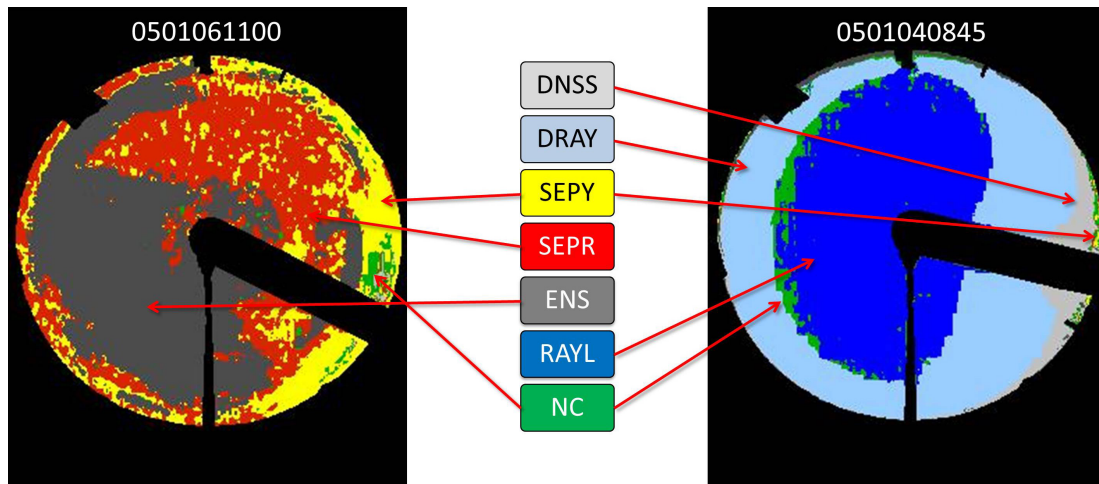 0501061100
0501040845
DNSS
DRAY
SEPY
SEPR
ENS
RAYL
NC